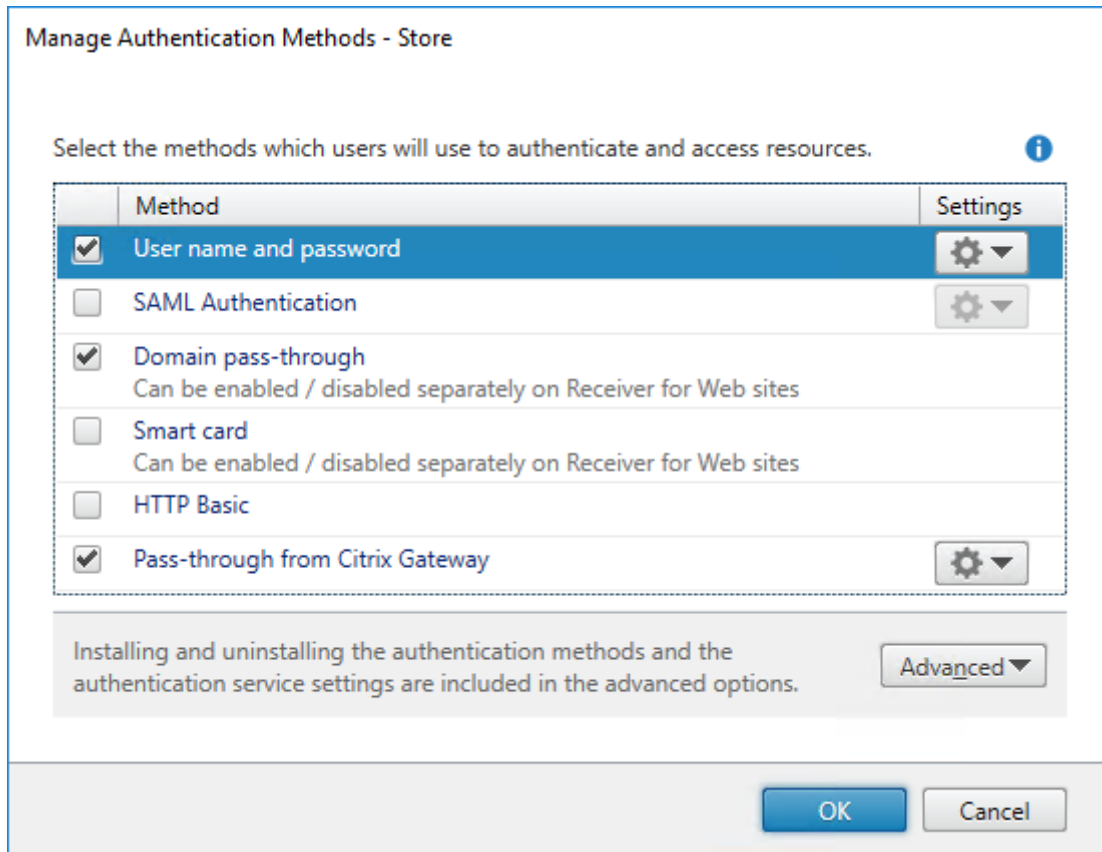 Manage Authentication Methods - Store
Select the methods which users will use to authenticate and access resources.
Method Settings
User name and password
SAML Authentication
Domain pass-through
Can be enabled / disabled separately on Receiver for Web sites
Smart card
Can be enabled / disabled separately on Receiver for Web sites
HTTP Basic
Pass-through from Citrix Gateway
Installing and uninstalling the authentication methods and the
authentication service settings are included in the advanced options.
Advanced
OK Cancel